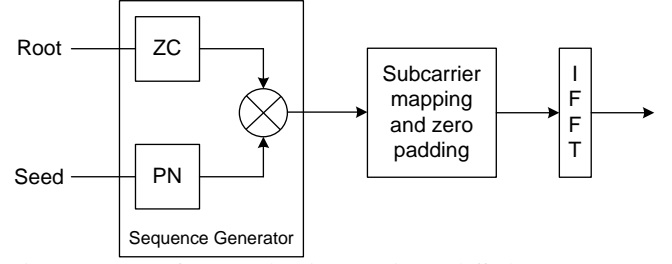 Root
ZC
Seed
PN
Sequence Generator
Subcarrier
mapping
and zero
padding
I
F
F
T